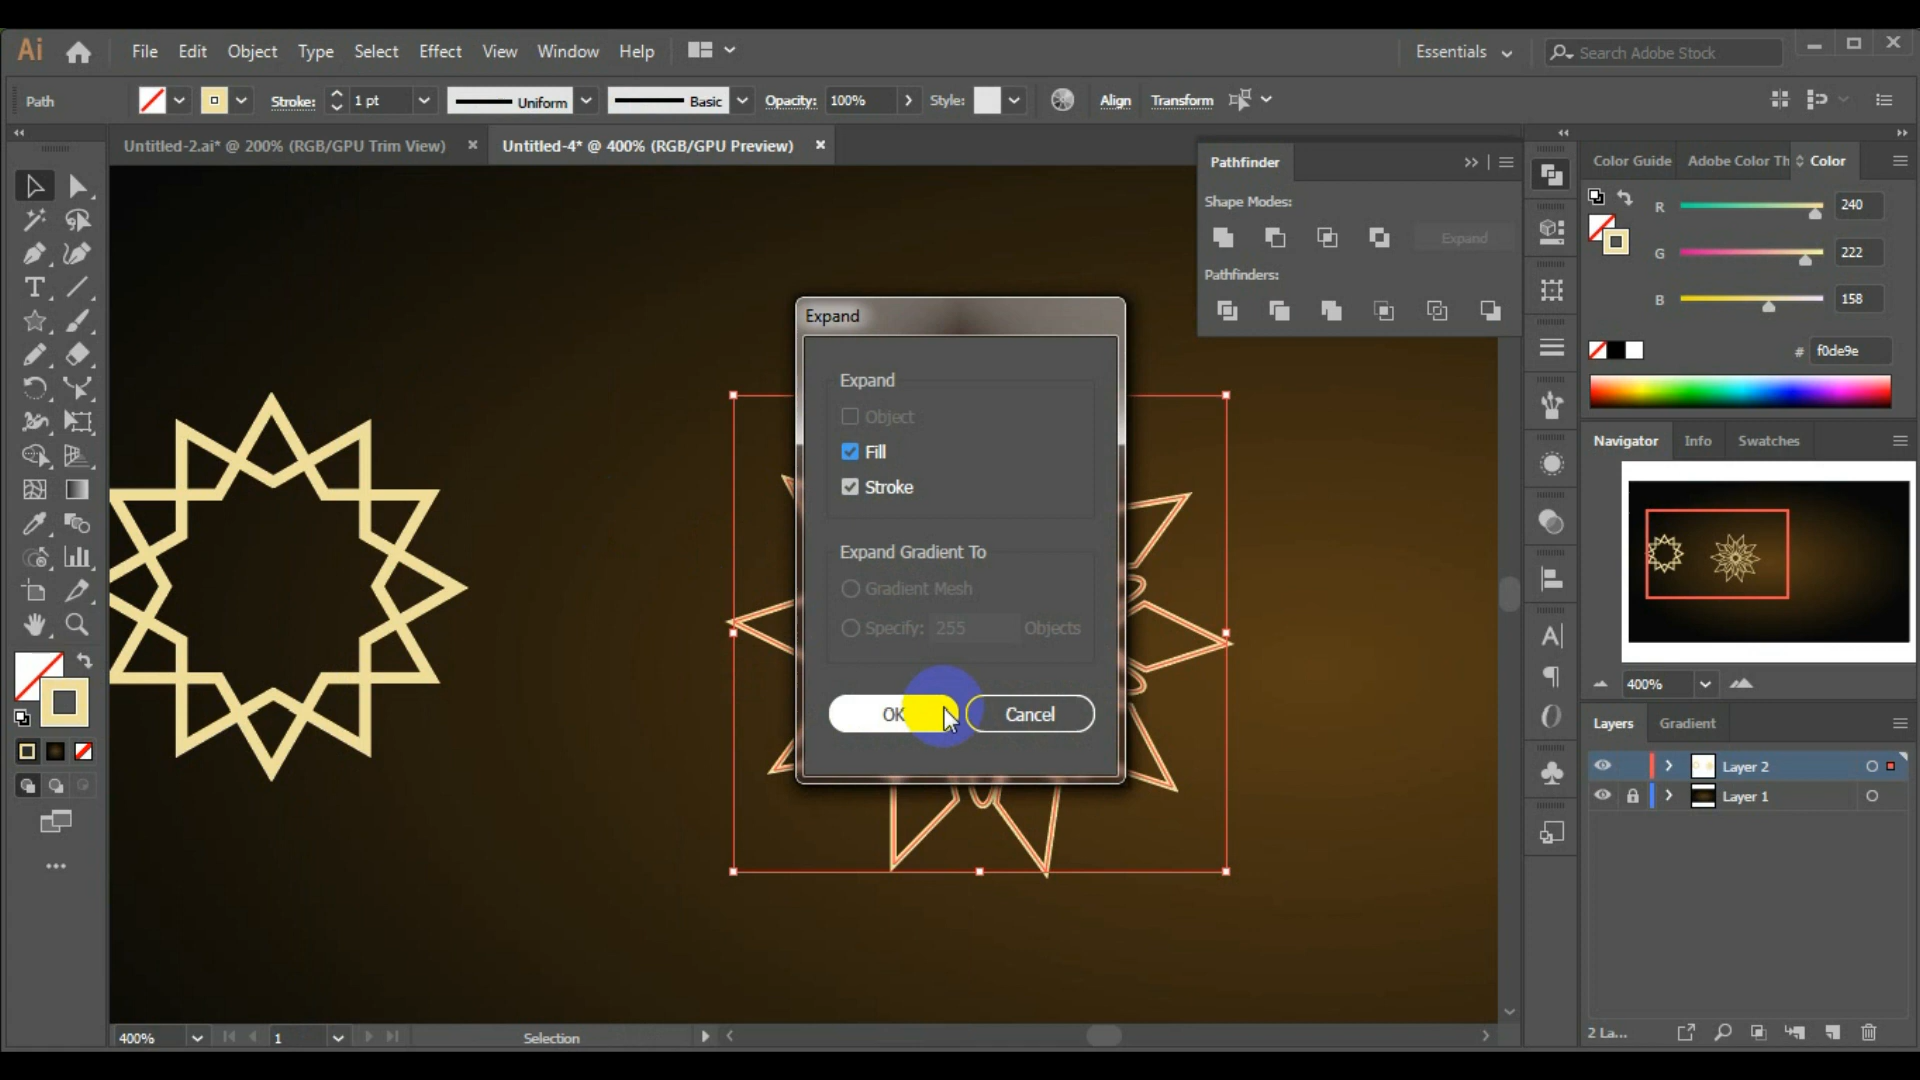 Ai File Edit Object Type Select Effect View Window Help Essentials Search Adobe Stock
Path Stroke: 1 pt Uniform Basic Opacity: 100% Style: Align Transform
Untitled-2.ai* @ 200% (RGB/GPU Trim View) Untitled-4* @ 400% (RGB/GPU Preview)
Pathfinder
Shape Modes:
Expand
Pathfinders:
Expand
Expand
Object
Fill
Stroke
Expand Gradient To
Gradient Mesh
Specify: 255 Objects
OK Cancel
Color Guide Adobe Color Th Color
R 240
G 222
B 158
# f0de9e
Navigator Info Swatches
400%
Layers Gradient
Layer 2
Layer 1
2 La...
400% 1 Selection